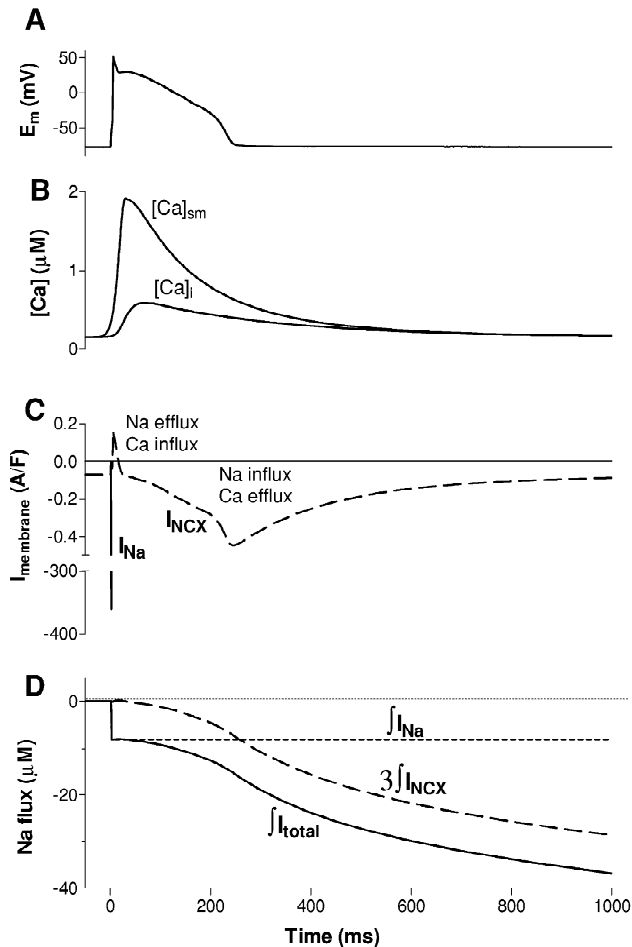 A
50
0
-50
E_m (mV)
B
2
1
0
[Ca] (μM)
[Ca]_sm
[Ca]_i
C
0.2
0.0
-0.2
-0.4
-300
-400
I_membrane (A/F)
Na efflux
Ca influx
Na influx
Ca efflux
I_NCX
I_Na
D
0
-20
-40
Na flux (μM)
∫I_Na
3∫I_NCX
∫I_total
0 200 400 600 800 1000
Time (ms)